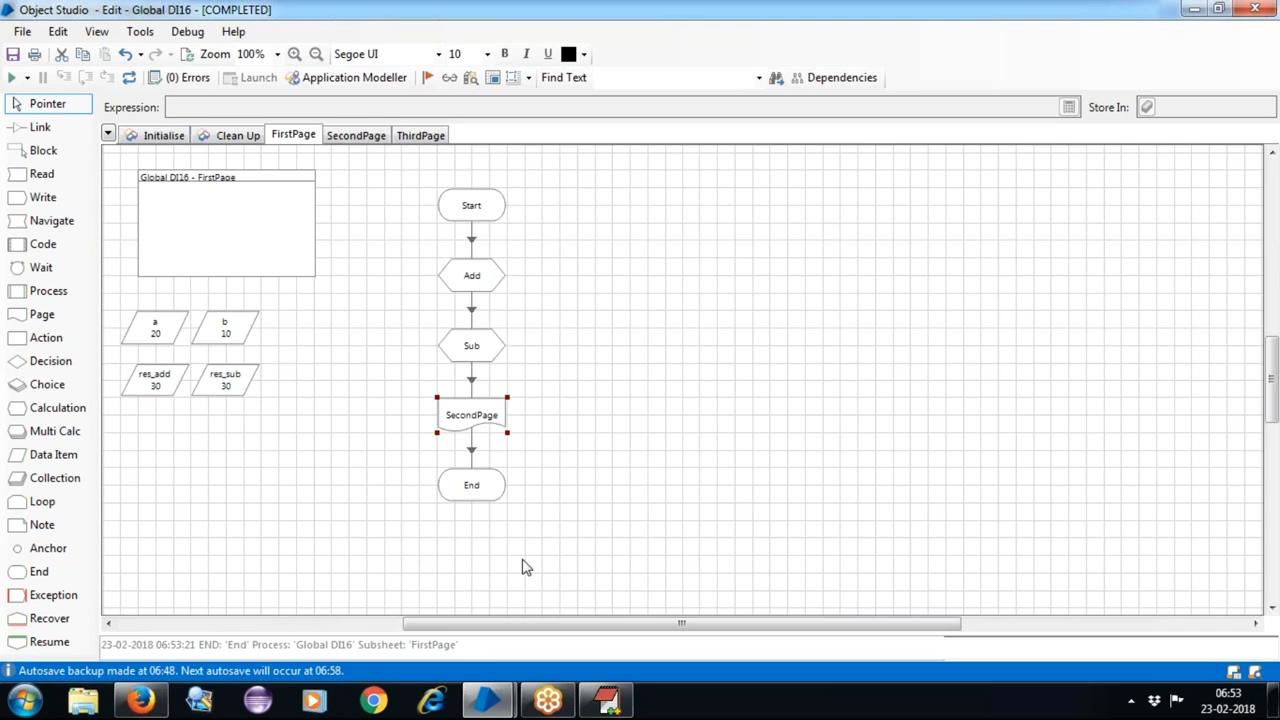 Object Studio - Edit - Global DI16 - [COMPLETED]
File Edit View Tools Debug Help
Zoom 100% Segoe UI 10 B I U
(0) Errors Launch Application Modeller Find Text Dependencies
Expression: Store In:
Pointer
Link
Block
Read
Write
Navigate
Code
Wait
Process
Page
Action
Decision
Choice
Calculation
Multi Calc
Data Item
Collection
Loop
Note
Anchor
End
Exception
Recover
Resume
Initialise Clean Up FirstPage SecondPage ThirdPage
Global DI16 - FirstPage
a
20
b
10
res_add
30
res_sub
30
Start
Add
Sub
SecondPage
End
23-02-2018 06:53:21 END: 'End' Process: 'Global DI16' Subsheet: 'FirstPage'
Autosave backup made at 06:48. Next autosave will occur at 06:58.
06:53
23-02-2018